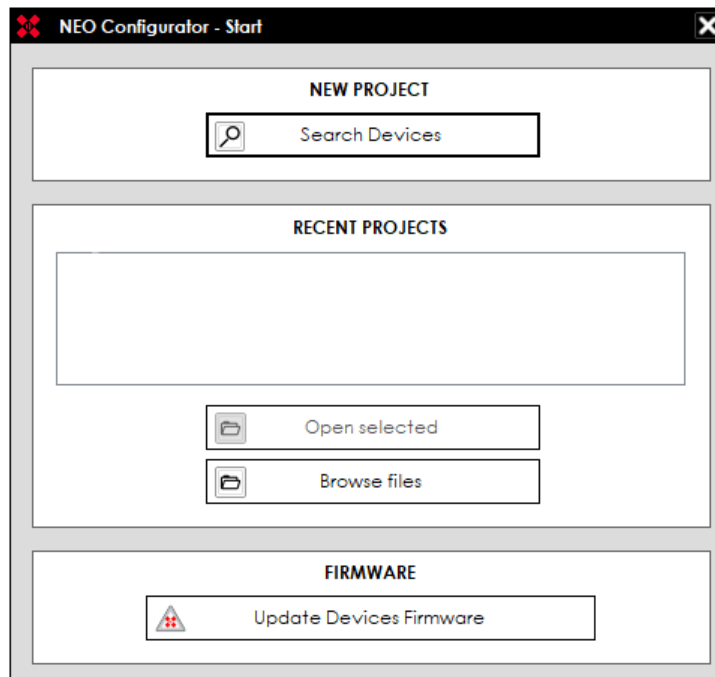 NEO Configurator - Start
NEW PROJECT
Search Devices
RECENT PROJECTS
Open selected
Browse files
FIRMWARE
Update Devices Firmware